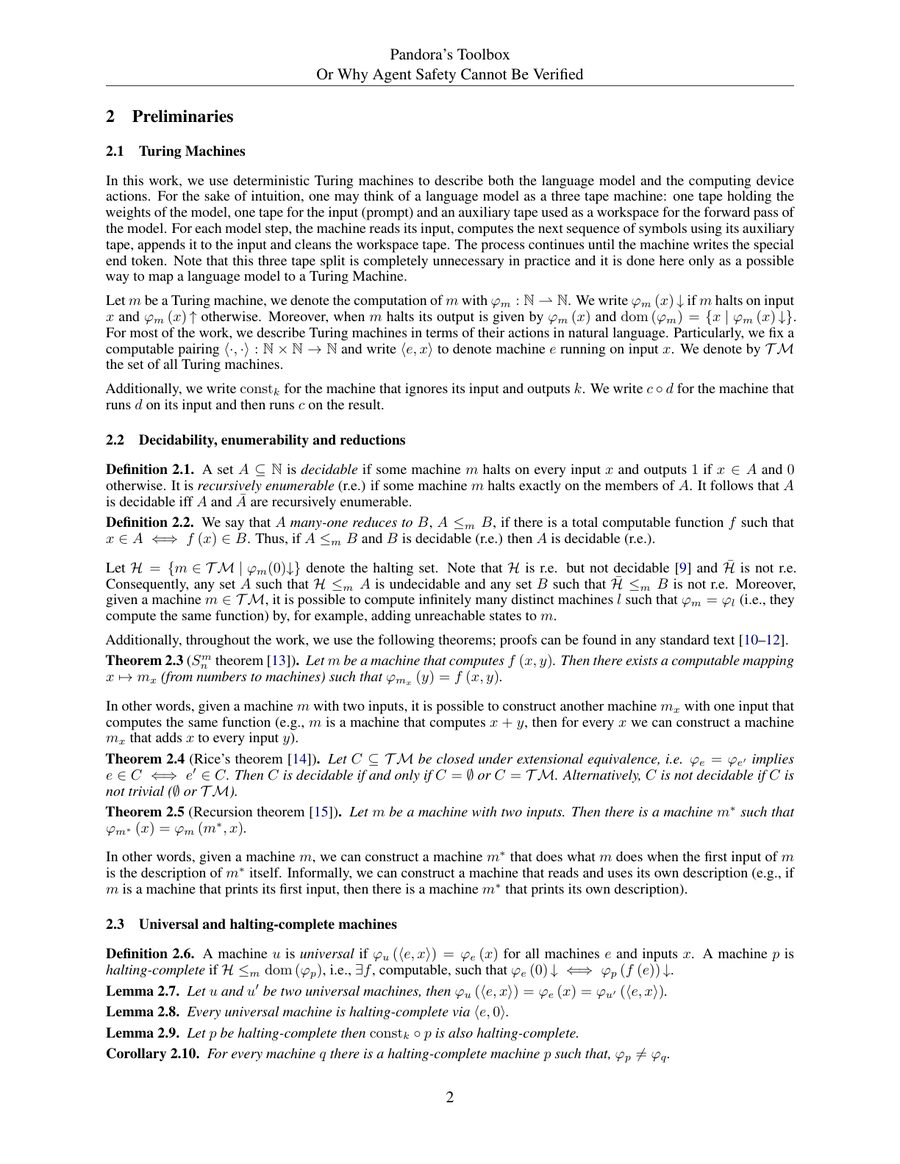 Pandora's Toolbox
Or Why Agent Safety Cannot Be Verified
2 Preliminaries
2.1 Turing Machines
In this work, we use deterministic Turing machines to describe both the language model and the computing device
actions. For the sake of intuition, one may think of a language model as a three tape machine: one tape holding the
weights of the model, one tape for the input (prompt) and an auxiliary tape used as a workspace for the forward pass of
the model. For each model step, the machine reads its input, computes the next sequence of symbols using its auxiliary
tape, appends it to the input and cleans the workspace tape. The process continues until the machine writes the special
end token. Note that this three tape split is completely unnecessary in practice and it is done here only as a possible
way to map a language model to a Turing Machine.
Let m be a Turing machine, we denote the computation of m with φₘ : ℕ ⇀ ℕ. We write φₘ (x)↓ if m halts on input
x and φₘ (x)↑ otherwise. Moreover, when m halts its output is given by φₘ (x) and dom (φₘ) = {x | φₘ (x)↓}.
For most of the work, we describe Turing machines in terms of their actions in natural language. Particularly, we fix a
computable pairing ⟨·, ·⟩ : ℕ × ℕ → ℕ and write ⟨e, x⟩ to denote machine e running on input x. We denote by 𝒯ℳ
the set of all Turing machines.
Additionally, we write constₖ for the machine that ignores its input and outputs k. We write c ∘ d for the machine that
runs d on its input and then runs c on the result.
2.2 Decidability, enumerability and reductions
Definition 2.1. A set A ⊆ ℕ is decidable if some machine m halts on every input x and outputs 1 if x ∈ A and 0
otherwise. It is recursively enumerable (r.e.) if some machine m halts exactly on the members of A. It follows that A
is decidable iff A and Ā are recursively enumerable.
Definition 2.2. We say that A many-one reduces to B, A ≤ₘ B, if there is a total computable function f such that
x ∈ A ⟺ f (x) ∈ B. Thus, if A ≤ₘ B and B is decidable (r.e.) then A is decidable (r.e.).
Let ℋ = {m ∈ 𝒯ℳ | φₘ(0)↓} denote the halting set. Note that ℋ is r.e. but not decidable [9] and ℋ̄ is not r.e.
Consequently, any set A such that ℋ ≤ₘ A is undecidable and any set B such that ℋ̄ ≤ₘ B is not r.e. Moreover,
given a machine m ∈ 𝒯ℳ, it is possible to compute infinitely many distinct machines l such that φₘ = φₗ (i.e., they
compute the same function) by, for example, adding unreachable states to m.
Additionally, throughout the work, we use the following theorems; proofs can be found in any standard text [10–12].
Theorem 2.3 (Sₙᵐ theorem [13]). Let m be a machine that computes f (x, y). Then there exists a computable mapping
x ↦ mₓ (from numbers to machines) such that φ_{mₓ} (y) = f (x, y).
In other words, given a machine m with two inputs, it is possible to construct another machine mₓ with one input that
computes the same function (e.g., m is a machine that computes x + y, then for every x we can construct a machine
mₓ that adds x to every input y).
Theorem 2.4 (Rice's theorem [14]). Let C ⊆ 𝒯ℳ be closed under extensional equivalence, i.e. φₑ = φ_{e′} implies
e ∈ C ⟺ e′ ∈ C. Then C is decidable if and only if C = ∅ or C = 𝒯ℳ. Alternatively, C is not decidable if C is
not trivial (∅ or 𝒯ℳ).
Theorem 2.5 (Recursion theorem [15]). Let m be a machine with two inputs. Then there is a machine m* such that
φ_{m*} (x) = φₘ (m*, x).
In other words, given a machine m, we can construct a machine m* that does what m does when the first input of m
is the description of m* itself. Informally, we can construct a machine that reads and uses its own description (e.g., if
m is a machine that prints its first input, then there is a machine m* that prints its own description).
2.3 Universal and halting-complete machines
Definition 2.6. A machine u is universal if φᵤ (⟨e, x⟩) = φₑ (x) for all machines e and inputs x. A machine p is
halting-complete if ℋ ≤ₘ dom (φₚ), i.e., ∃f, computable, such that φₑ (0)↓ ⟺ φₚ (f (e))↓.
Lemma 2.7. Let u and u′ be two universal machines, then φᵤ (⟨e, x⟩) = φₑ (x) = φ_{u′} (⟨e, x⟩).
Lemma 2.8. Every universal machine is halting-complete via ⟨e, 0⟩.
Lemma 2.9. Let p be halting-complete then constₖ ∘ p is also halting-complete.
Corollary 2.10. For every machine q there is a halting-complete machine p such that, φₚ ≠ φ_q.
2